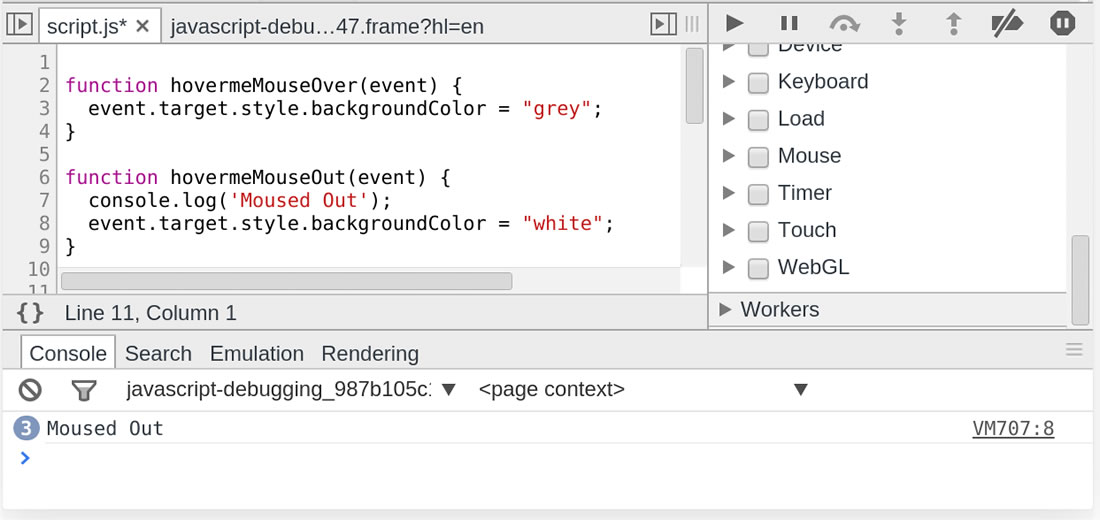 script.js* ×
javascript-debu…47.frame?hl=en
1
2 function hovermeMouseOver(event) {
3 event.target.style.backgroundColor = "grey";
4 }
5
6 function hovermeMouseOut(event) {
7 console.log('Moused Out');
8 event.target.style.backgroundColor = "white";
9 }
10
11
{} Line 11, Column 1
Device
Keyboard
Load
Mouse
Timer
Touch
WebGL
Workers
Console Search Emulation Rendering
javascript-debugging_987b105c: ▼ <page context> ▼
3 Moused Out VM707:8
>